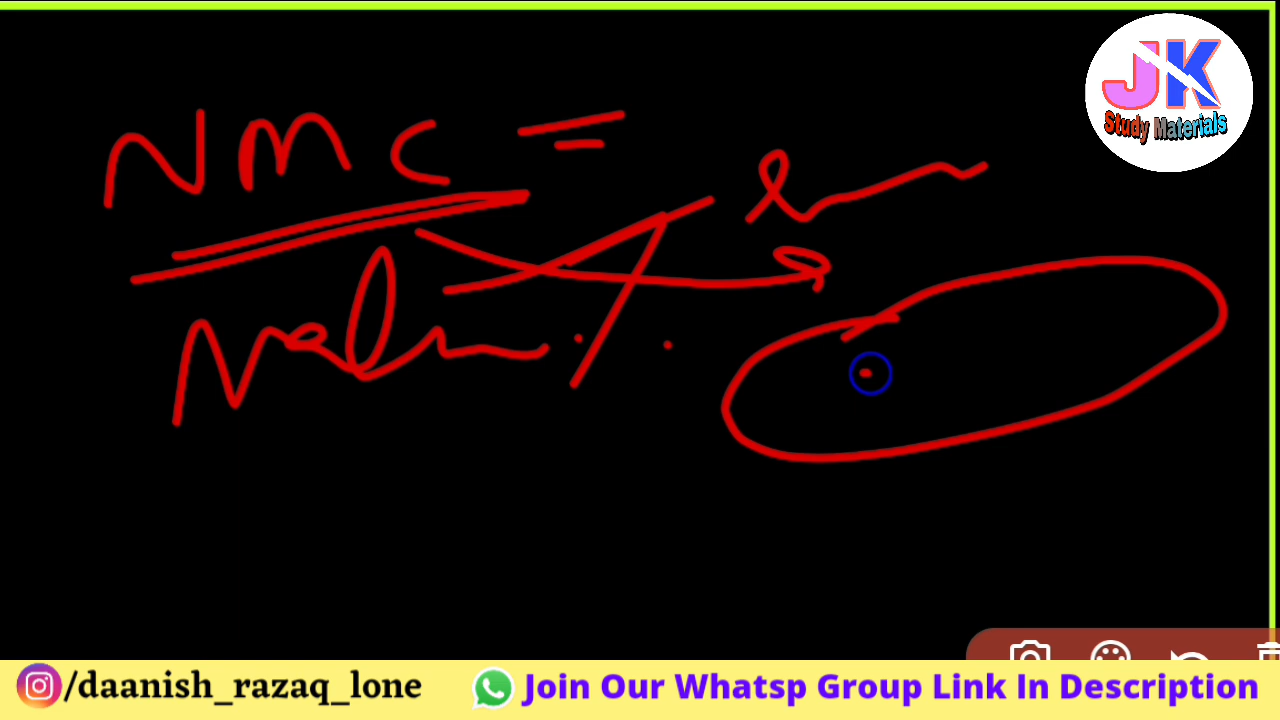 JK
Study Materials
NMC =
/daanish_razaq_lone
Join Our Whatsp Group Link In Description